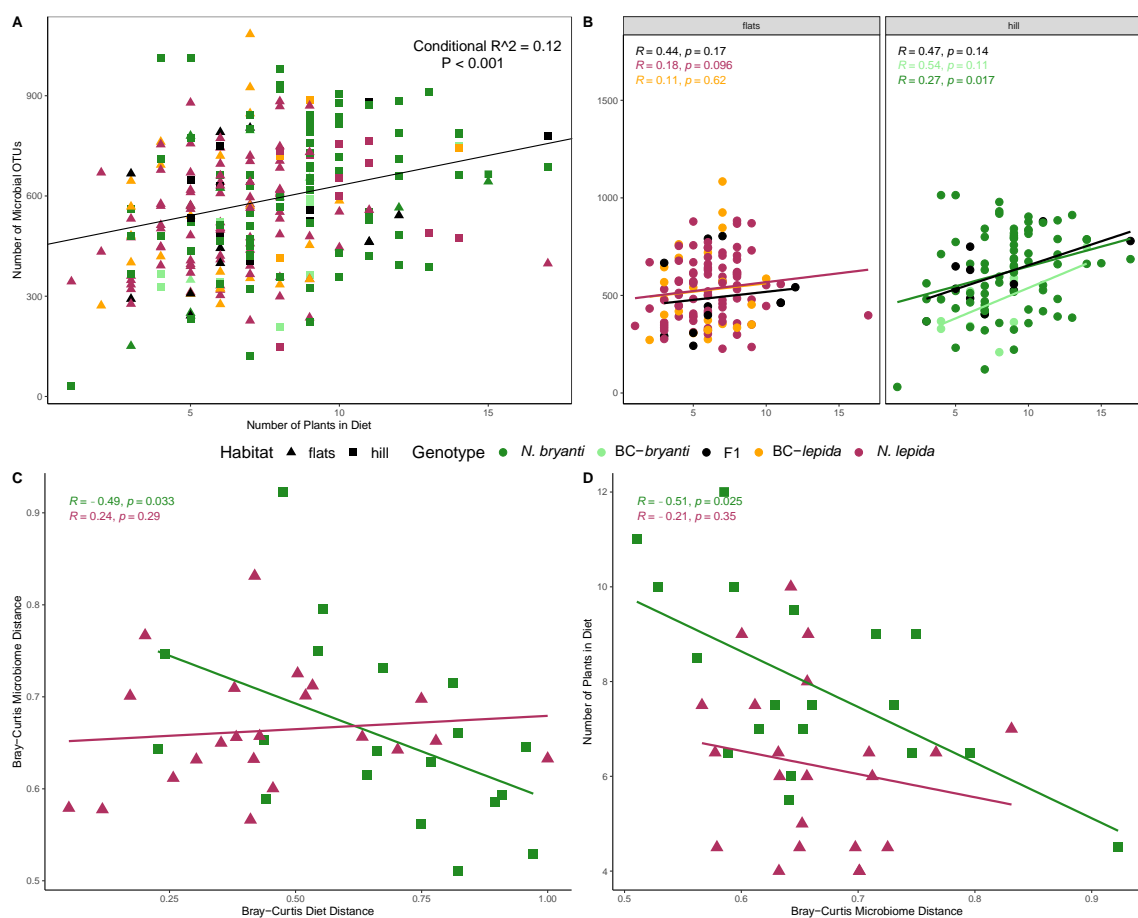 A
Conditional R^2 = 0.12
P < 0.001
Number of Microbial OTUs
900
600
300
0
5
10
15
Number of Plants in Diet
B
flats
hill
R = 0.44, p = 0.17
R = 0.18, p = 0.096
R = 0.11, p = 0.62
R = 0.47, p = 0.14
R = 0.54, p = 0.11
R = 0.27, p = 0.017
1500
1000
500
0
5
10
15
5
10
15
Habitat flats hill Genotype N. bryanti BC−bryanti F1 BC−lepida N. lepida
C
R = - 0.49, p = 0.033
R = 0.24, p = 0.29
Bray−Curtis Microbiome Distance
0.9
0.8
0.7
0.6
0.5
0.25
0.50
0.75
1.00
Bray−Curtis Diet Distance
D
R = - 0.51, p = 0.025
R = - 0.21, p = 0.35
Number of Plants in Diet
12
10
8
6
4
0.5
0.6
0.7
0.8
0.9
Bray−Curtis Microbiome Distance